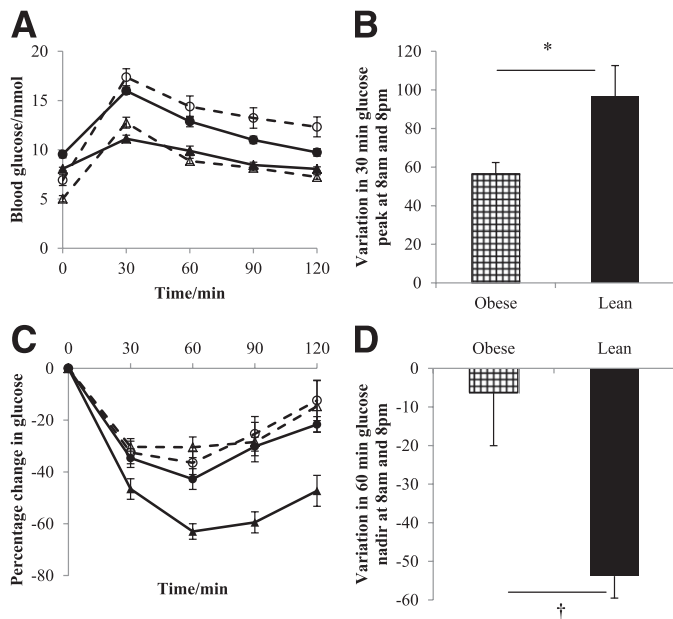 A
20
15
10
5
0
0 30 60 90 120
Blood glucose/mmol
Time/min
B
120
100
80
60
40
20
0
Variation in 30 min glucose
peak at 8am and 8pm
*
Obese Lean
C
0 30 60 90 120
0
-20
-40
-60
-80
Percentage change in glucose
Time/min
D
Obese Lean
0
-10
-20
-30
-40
-50
-60
Variation in 60 min glucose
nadir at 8am and 8pm
†